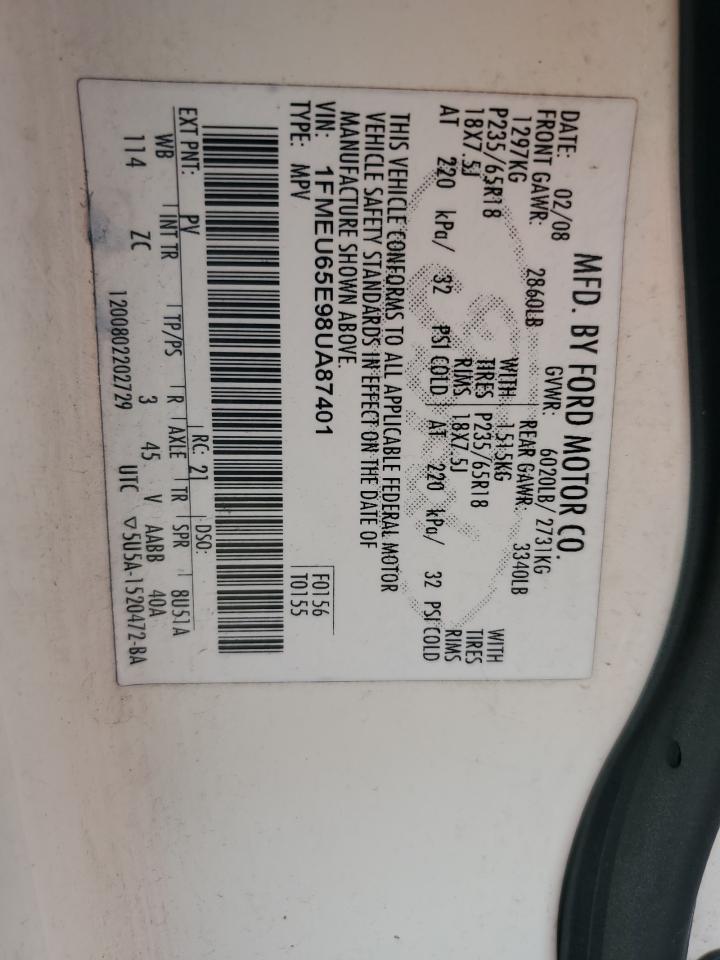 MFD. BY FORD MOTOR CO.
DATE: 02/08 GVWR: 6020LB/ 2731KG
FRONT GAWR: 2860LB REAR GAWR: 3340LB
1297KG WITH 1515KG WITH
P235/65R18 TIRES P235/65R18 TIRES
18X7.5J RIMS 18X7.5J RIMS
AT 220 kPa/ 32 PSI COLD AT 220 kPa/ 32 PSI COLD
THIS VEHICLE CONFORMS TO ALL APPLICABLE FEDERAL MOTOR
VEHICLE SAFETY STANDARDS IN EFFECT ON THE DATE OF
MANUFACTURE SHOWN ABOVE.
VIN: 1FMEU65E98UA87401 F0156
TYPE: MPV T0155
EXT PNT: PV RC: 21 DSO:
WB INT TR TP/PS R AXLE TR SPR 8U51A
114 ZC 3 45 V AABB 40A
1200802202729 UTC ▽5U5A-1520472-BA